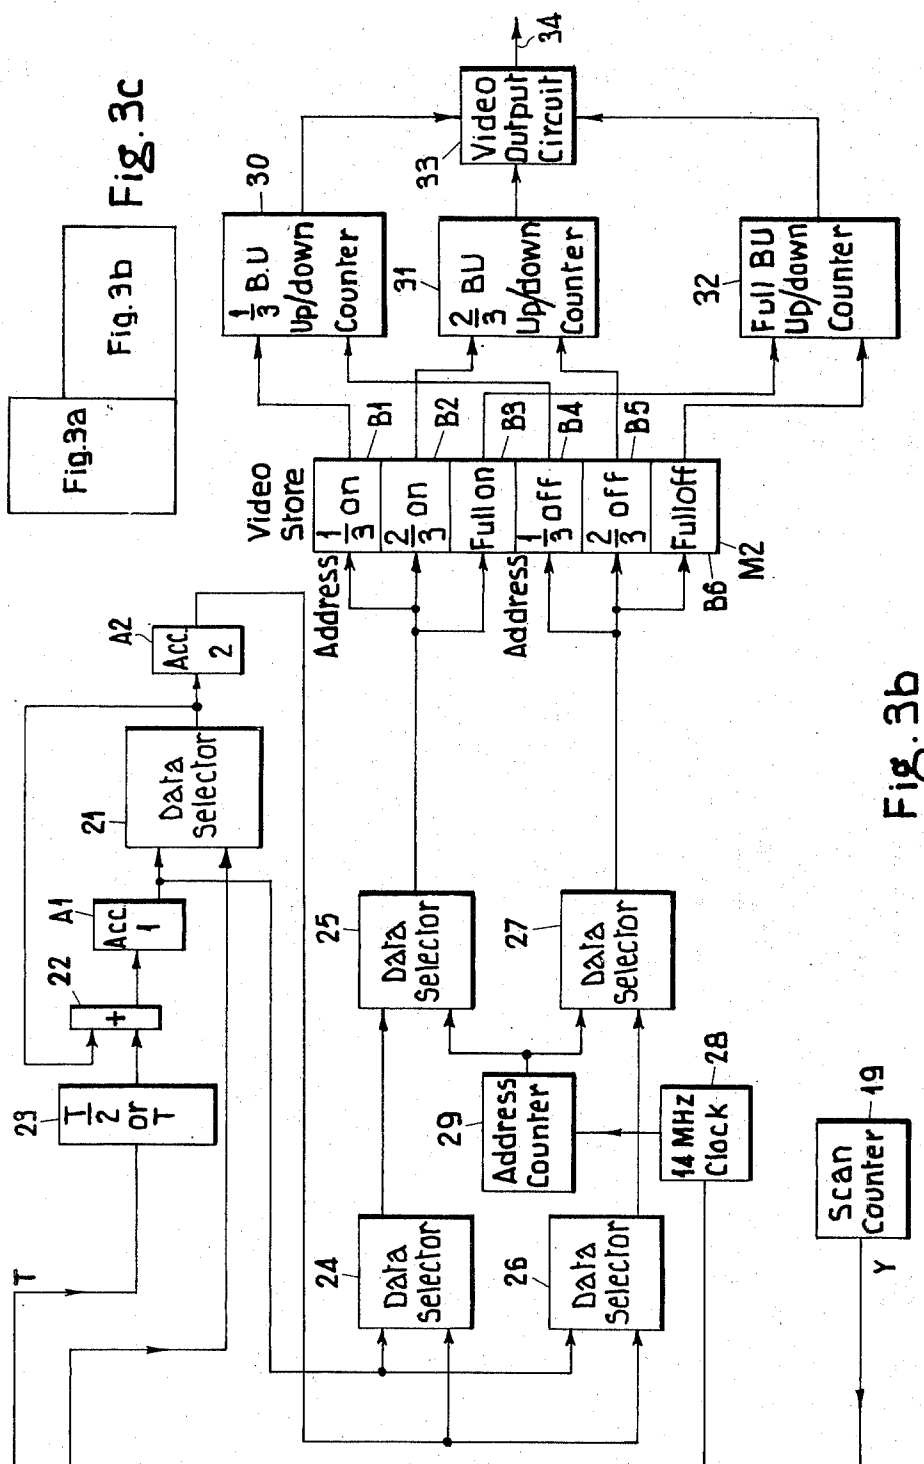 Fig. 3c
Fig.3a
Fig. 3b
T
23
T/2
or
T
22
+
A1
Acc.
1
21
Data
Selector
A2
Acc.
2
24
Data
Selector
25
Data
Selector
26
Data
Selector
27
Data
Selector
29
Address
Counter
28
14 MHz
Clock
19
Scan
Counter
Y
Video
Store
Address
Address
1/3 on
2/3 on
Full on
1/3 off
2/3 off
Full off
B1
B2
B3
B4
B5
B6
M2
30
1/3 B.U
Up/down
Counter
31
2/3 BU
Up/down
Counter
32
Full BU
Up/down
Counter
33
Video
Output
Circuit
34
Fig. 3b